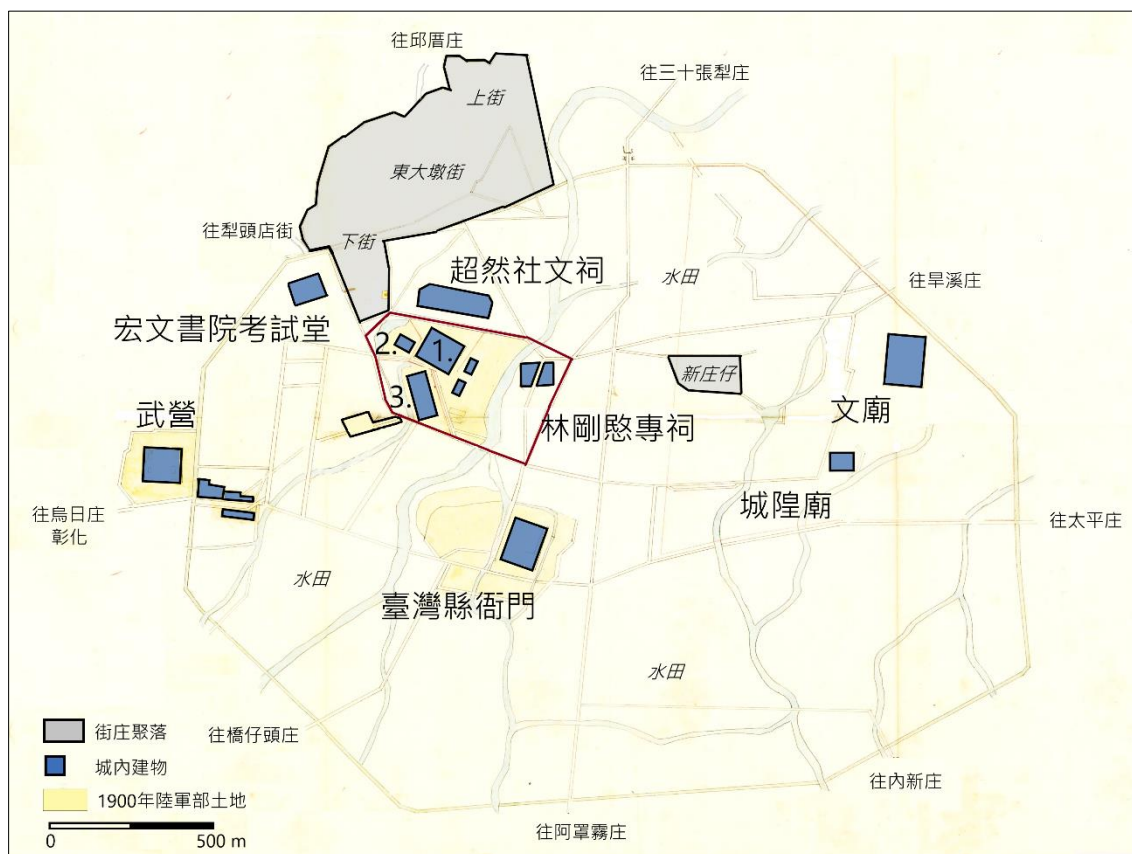 往邱厝庄
往三十張犁庄
上街
東大墩街
往犁頭店街
下街
超然社文祠
水田
往旱溪庄
宏文書院考試堂
2.
1.
3.
新庄仔
林剛愍專祠
文廟
武營
城隍廟
往烏日庄
彰化
往太平庄
水田
臺灣縣衙門
水田
街庄聚落
往橋仔頭庄
城內建物
往內新庄
1900年陸軍部土地
0
500 m
往阿罩霧庄